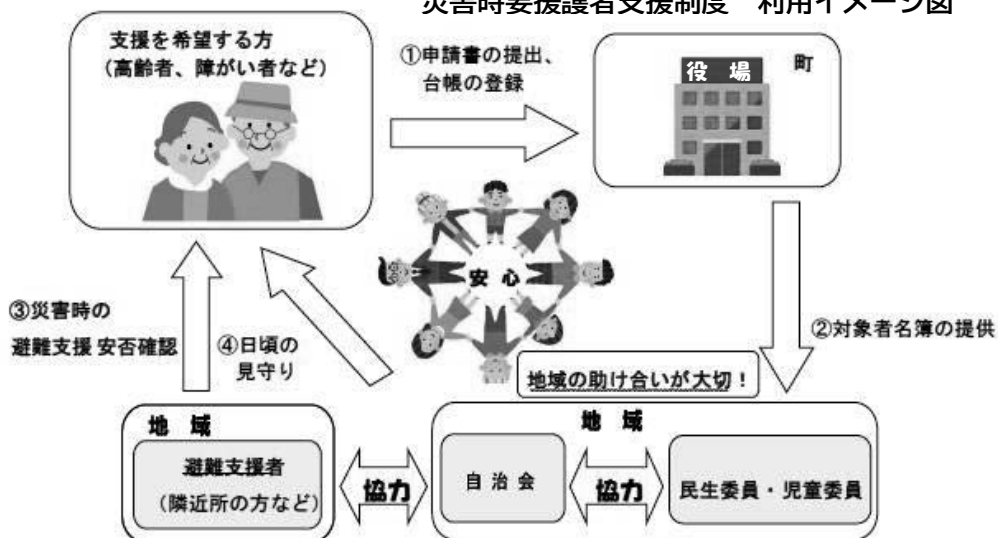 災害時要援護者支援制度 利用イメージ図
支援を希望する方
(高齢者、障がい者など)
①申請書の提出、
台帳の登録
役場
町
安心
③災害時の
避難支援 安否確認
④日頃の
見守り
②対象者名簿の提供
地域の助け合いが大切!
地域
避難支援者
(隣近所の方など)
協力
地域
自治会
協力
民生委員・児童委員